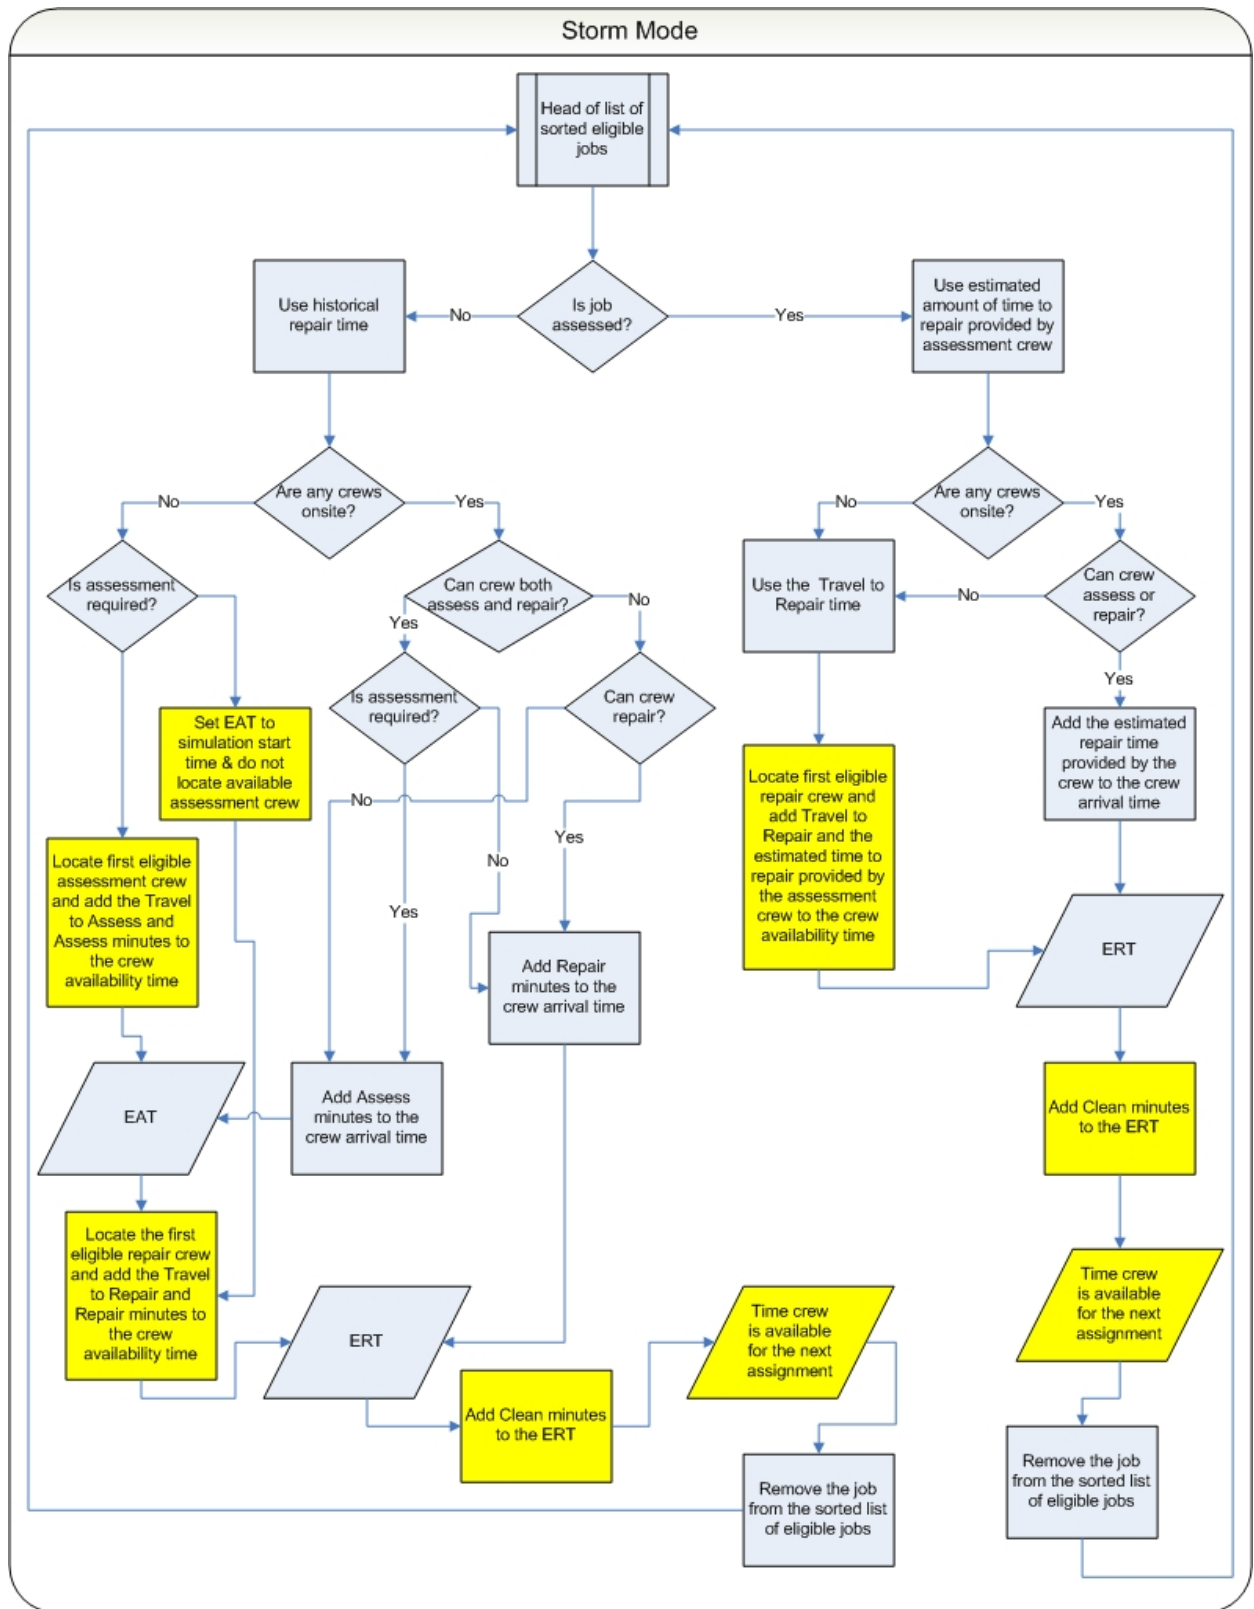 Storm Mode
Head of list of
sorted eligible
jobs
Use historical
repair time
No
Is job
assessed?
Yes
Use estimated
amount of time to
repair provided by
assessment crew
No
Are any crews
onsite?
Yes
No
Are any crews
onsite?
Yes
Is assessment
required?
Can crew both
assess and repair?
No
Yes
Use the Travel to
Repair time
No
Can crew
assess or
repair?
Yes
Is assessment
required?
Can crew
repair?
Set EAT to
simulation start
time & do not
locate available
assessment crew
Add the estimated
repair time
provided by the
crew to the crew
arrival time
Locate first eligible
repair crew and
add Travel to
Repair and the
estimated time to
repair provided by
the assessment
crew to the crew
availability time
No
Yes
No
Yes
Locate first eligible
assessment crew
and add the Travel
to Assess and
Assess minutes to
the crew
availability time
Add Repair
minutes to the
crew arrival time
ERT
EAT
Add Assess
minutes to the
crew arrival time
Add Clean minutes
to the ERT
Locate the first
eligible repair crew
and add the Travel
to Repair and
Repair minutes to
the crew
availability time
ERT
Time crew
is available
for the next
assignment
Time crew
is available
for the next
assignment
Add Clean minutes
to the ERT
Remove the job
from the sorted list
of eligible jobs
Remove the job
from the sorted list
of eligible jobs